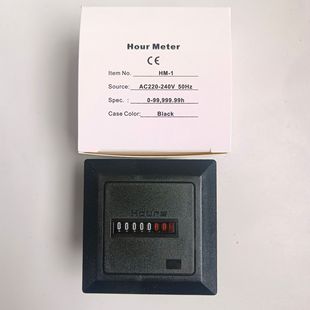 Hour Meter
CE
Item No. HM-1
Source: AC220-240V 50Hz
Spec. : 0-99,999.99h
Case Color: Black
Hours
00000